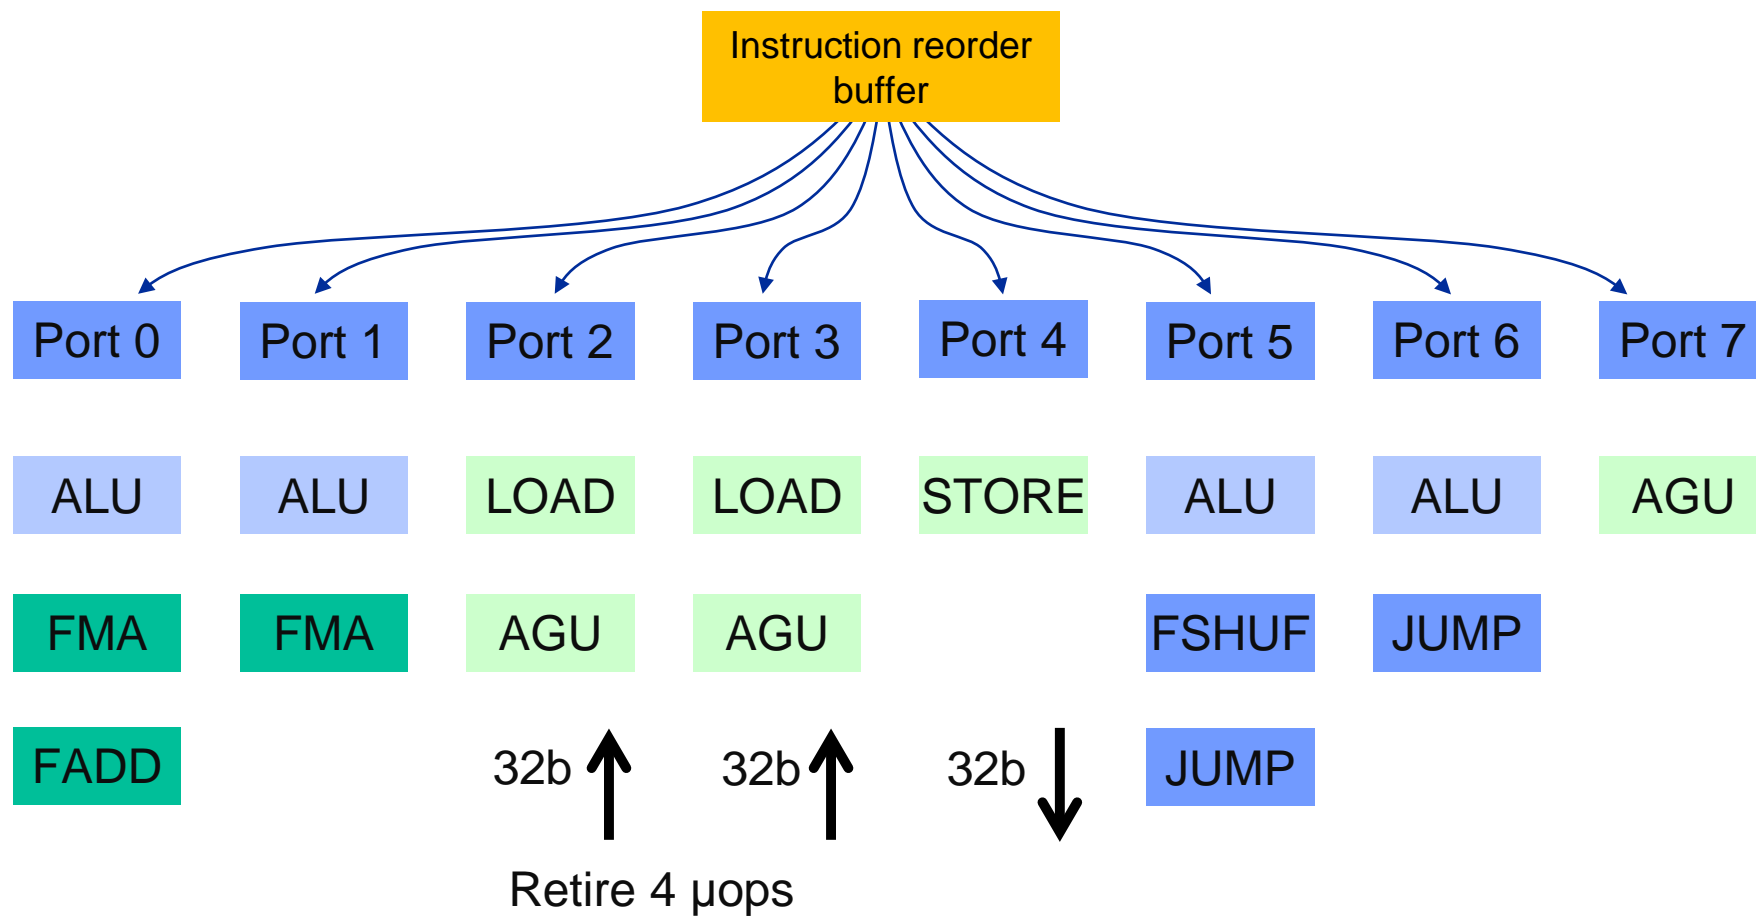 Instruction reorder
buffer
Port 0
Port 1
Port 2
Port 3
Port 4
Port 5
Port 6
Port 7
ALU
ALU
LOAD
LOAD
STORE
ALU
ALU
AGU
FMA
FMA
AGU
AGU
FSHUF
JUMP
FADD
32b
32b
32b
JUMP
Retire 4 μops